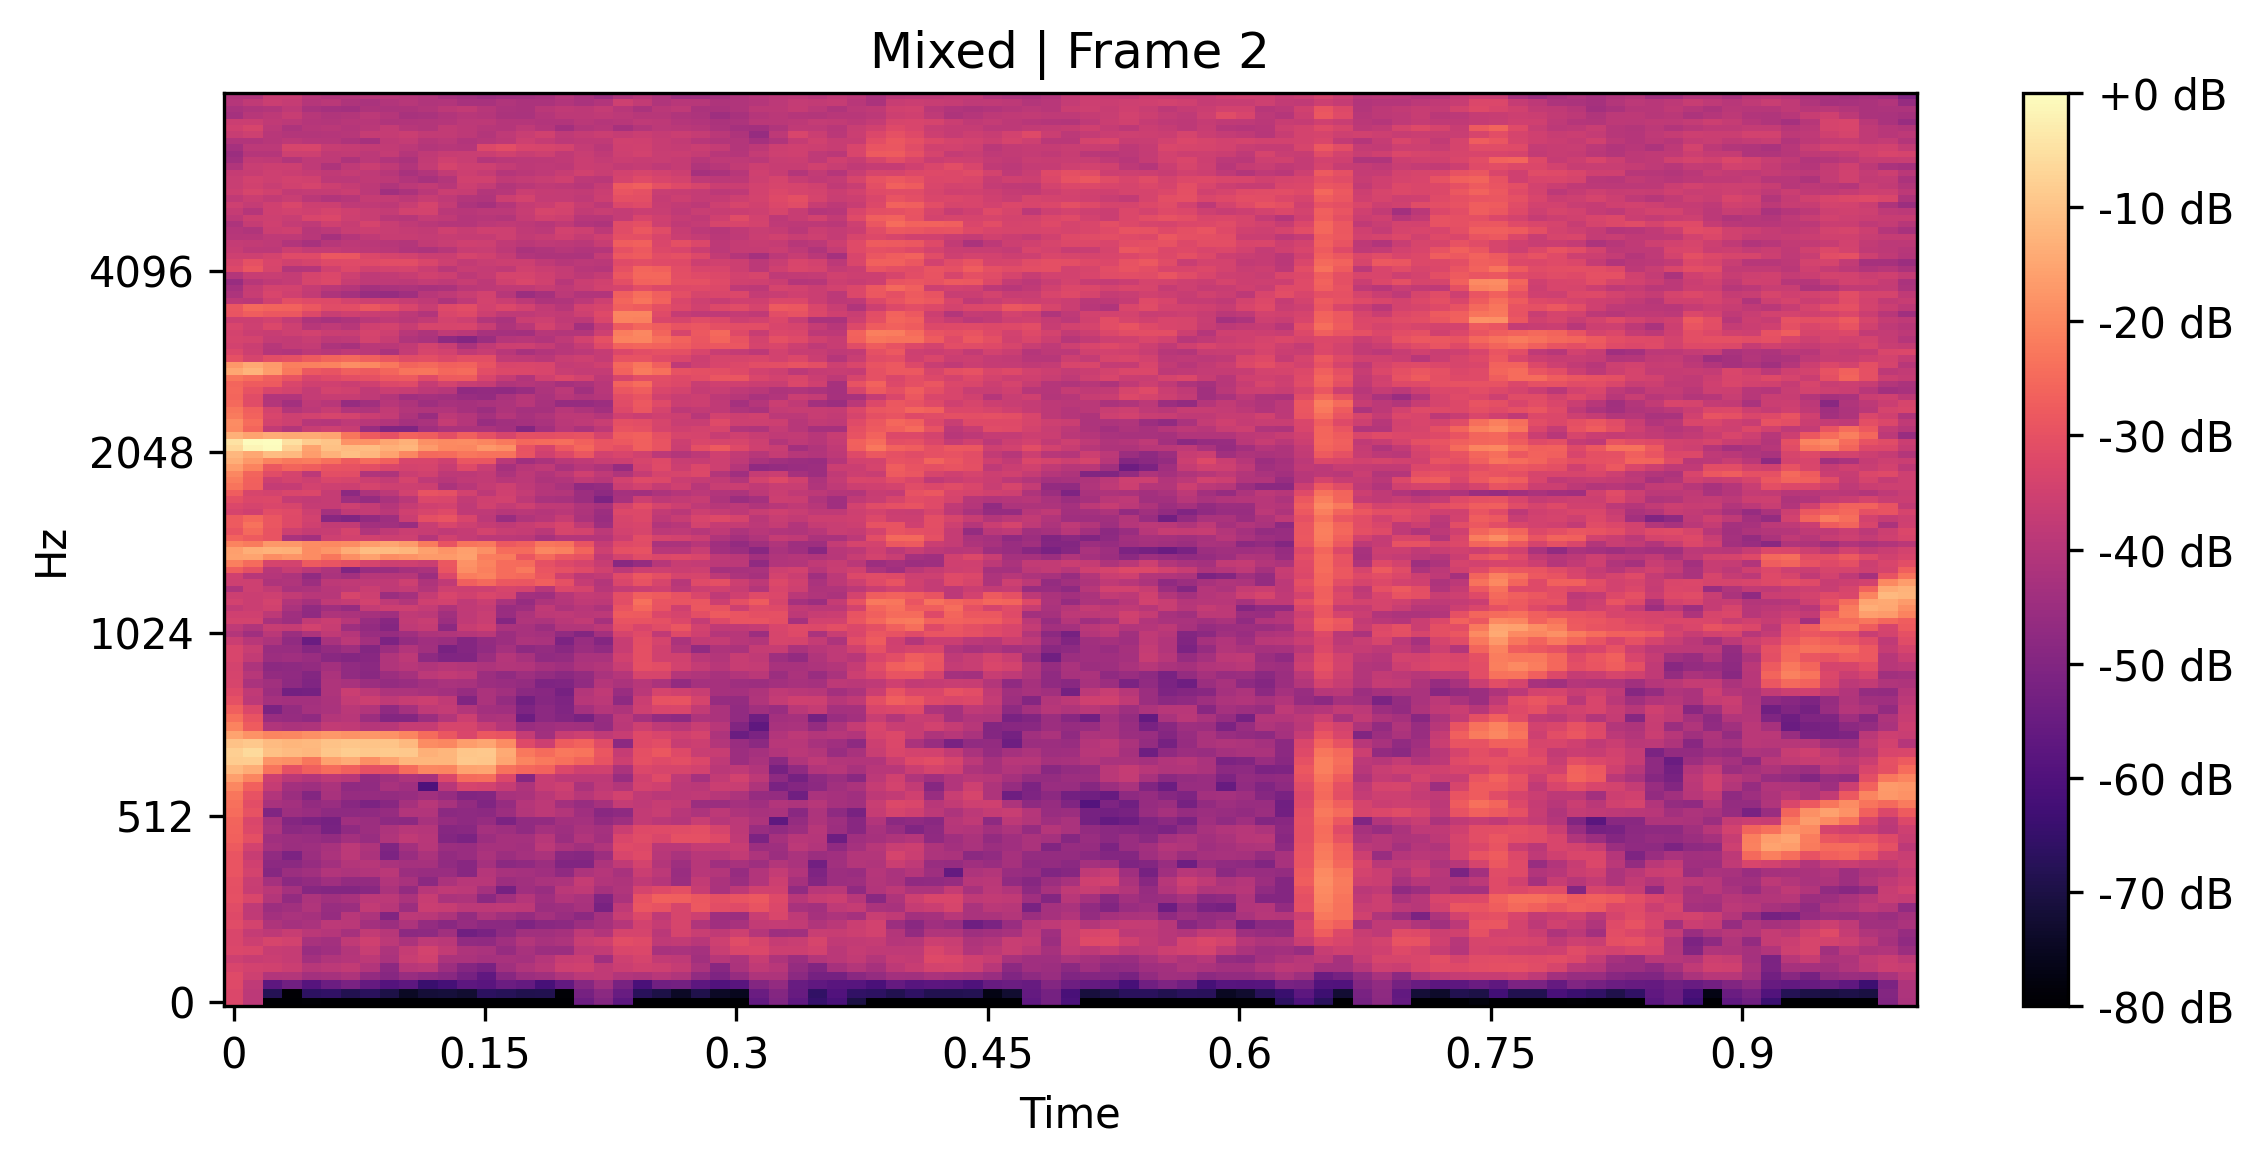 Mixed | Frame 2
Hz
4096
2048
1024
512
0
0 0.15 0.3 0.45 0.6 0.75 0.9
Time
+0 dB
-10 dB
-20 dB
-30 dB
-40 dB
-50 dB
-60 dB
-70 dB
-80 dB